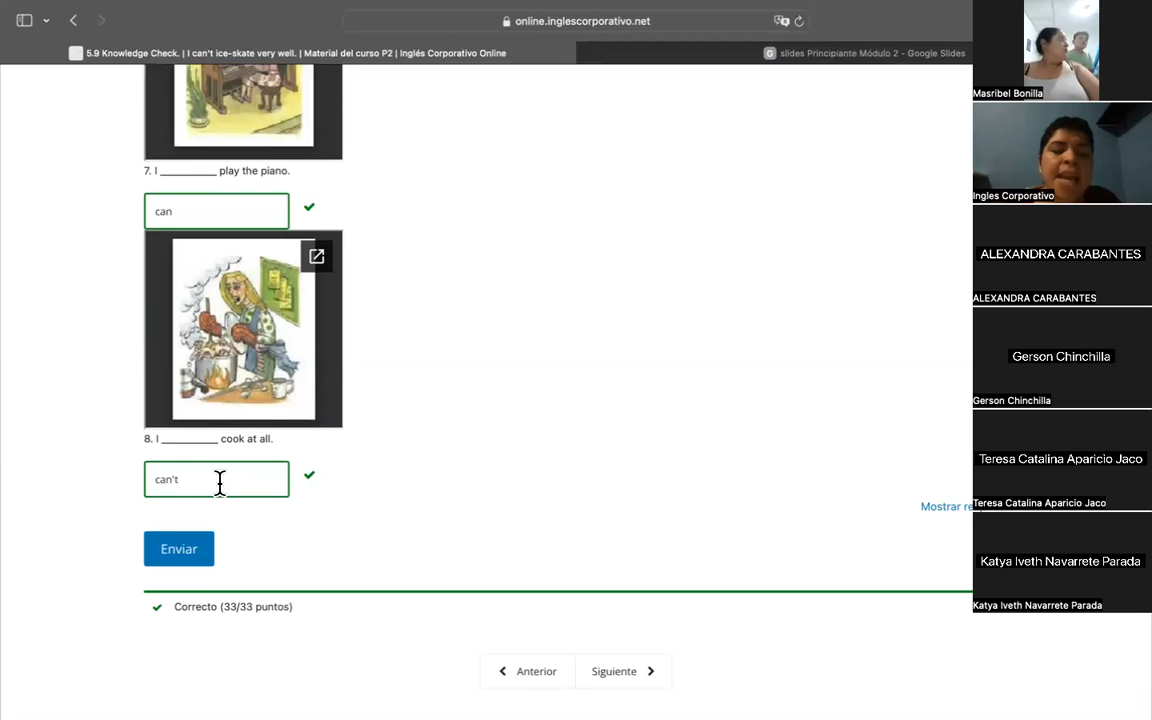 online.inglescorporativo.net
5.9 Knowledge Check. | I can't ice-skate very well. | Material del curso P2 | Inglés Corporativo Online
slides Principiante Módulo 2 - Google Slides
7. I __________ play the piano.
can
8. I __________ cook at all.
can't
Mostrar re
Enviar
Correcto (33/33 puntos)
Anterior
Siguiente
Masribel Bonilla
Ingles Corporativo
ALEXANDRA CARABANTES
ALEXANDRA CARABANTES
Gerson Chinchilla
Gerson Chinchilla
Teresa Catalina Aparicio Jaco
Teresa Catalina Aparicio Jaco
Katya Iveth Navarrete Parada
Katya Iveth Navarrete Parada